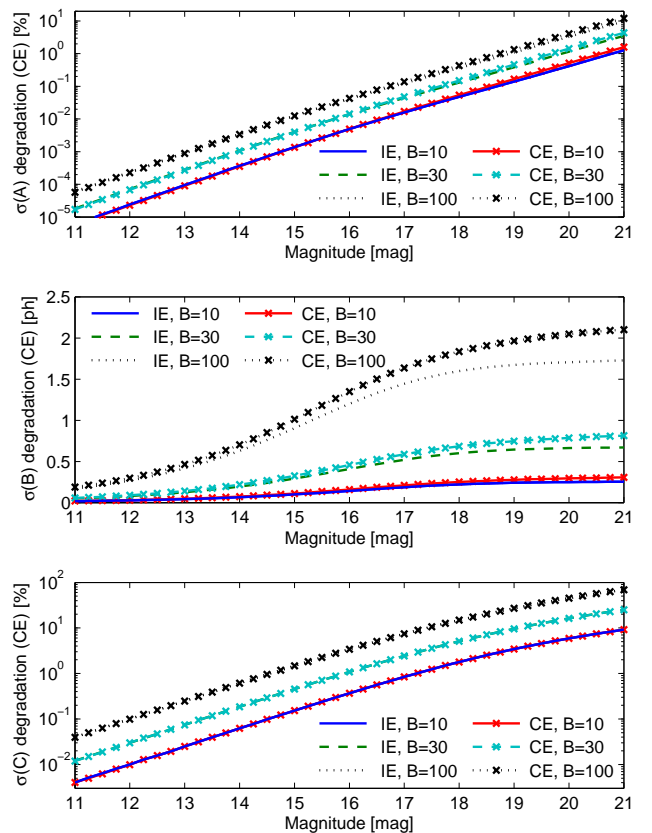 σ(A) degradation (CE) [%]
10^1
10^0
10^−1
10^−2
10^−3
10^−4
10^−5
IE, B=10 CE, B=10
IE, B=30 CE, B=30
IE, B=100 CE, B=100
11 12 13 14 15 16 17 18 19 20 21
Magnitude [mag]
σ(B) degradation (CE) [ph]
2.5
2
1.5
1
0.5
0
IE, B=10 CE, B=10
IE, B=30 CE, B=30
IE, B=100 CE, B=100
11 12 13 14 15 16 17 18 19 20 21
Magnitude [mag]
σ(C) degradation (CE) [%]
10^2
10^1
10^0
10^−1
10^−2
IE, B=10 CE, B=10
IE, B=30 CE, B=30
IE, B=100 CE, B=100
11 12 13 14 15 16 17 18 19 20 21
Magnitude [mag]